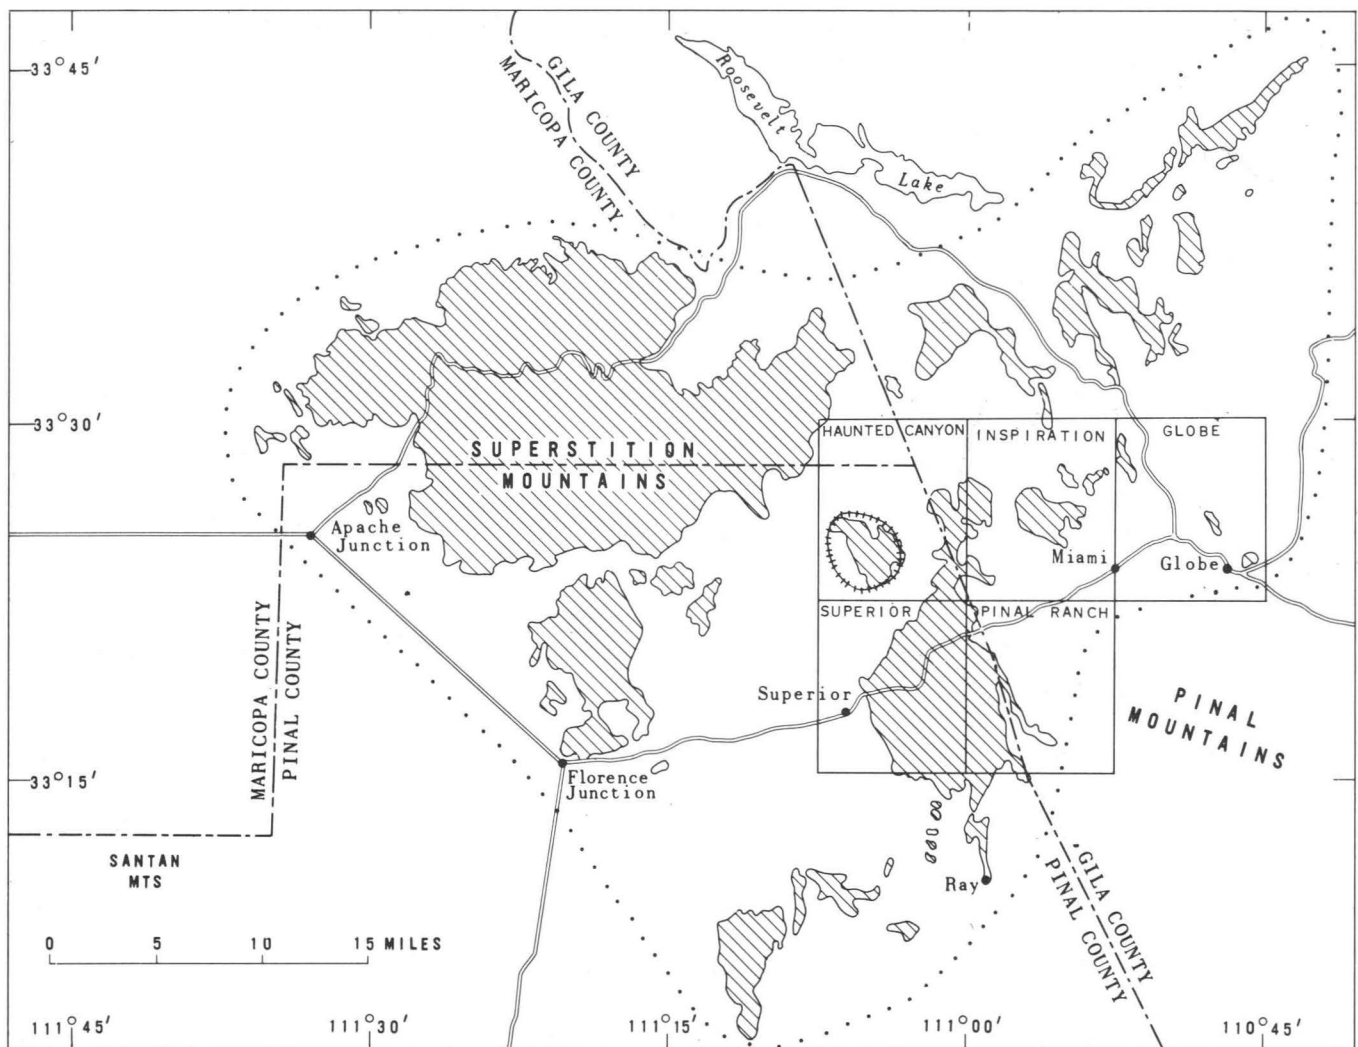 33°45'
GILA COUNTY
MARICOPA COUNTY
Roosevelt
Lake
33°30'
HAUNTED CANYON
INSPIRATION
GLOBE
SUPERSTITION
MOUNTAINS
Apache
Junction
Miami
Globe
SUPERIOR
PINAL RANCH
MARICOPA COUNTY
PINAL COUNTY
Superior
PINAL
MOUNTAINS
33°15'
Florence
Junction
SANTAN
MTS
Ray
GILA COUNTY
PINAL COUNTY
0 5 10 15 MILES
111°45' 111°30' 111°15' 111°00' 110°45'